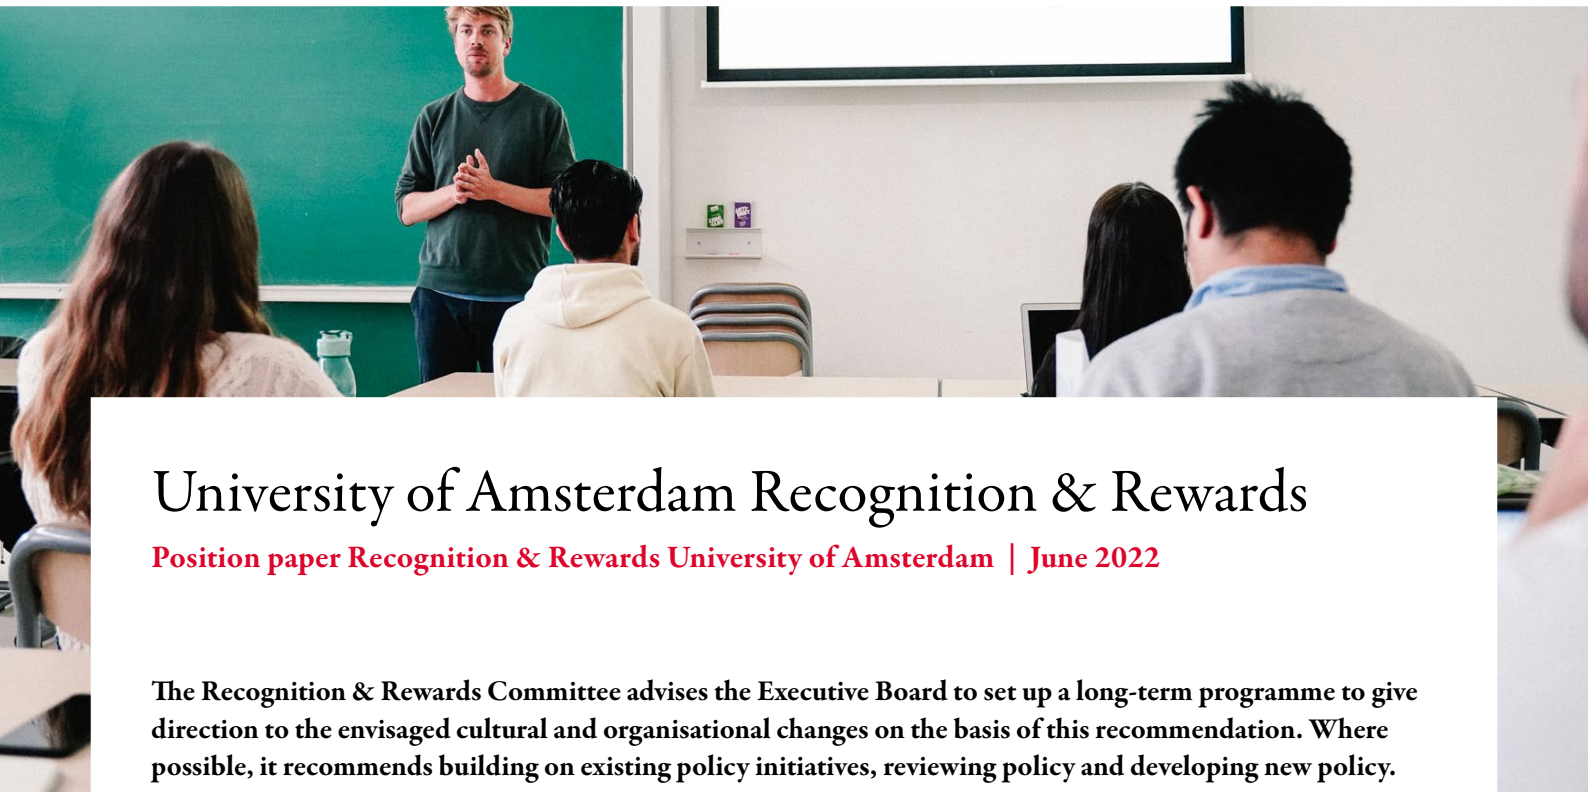 University of Amsterdam Recognition & Rewards
Position paper Recognition & Rewards University of Amsterdam | June 2022
The Recognition & Rewards Committee advises the Executive Board to set up a long-term programme to give
direction to the envisaged cultural and organisational changes on the basis of this recommendation. Where
possible, it recommends building on existing policy initiatives, reviewing policy and developing new policy.